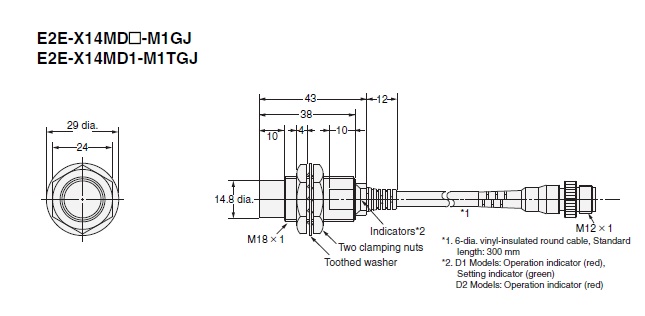 E2E-X14MD□-M1GJ
E2E-X14MD1-M1TGJ
43
12
38
29 dia.
10
4
10
24
14.8 dia.
*1
Indicators*2
M12 × 1
M18 × 1
Two clamping nuts
Toothed washer
*1. 6-dia. vinyl-insulated round cable, Standard
length: 300 mm
*2. D1 Models: Operation indicator (red),
Setting indicator (green)
D2 Models: Operation indicator (red)